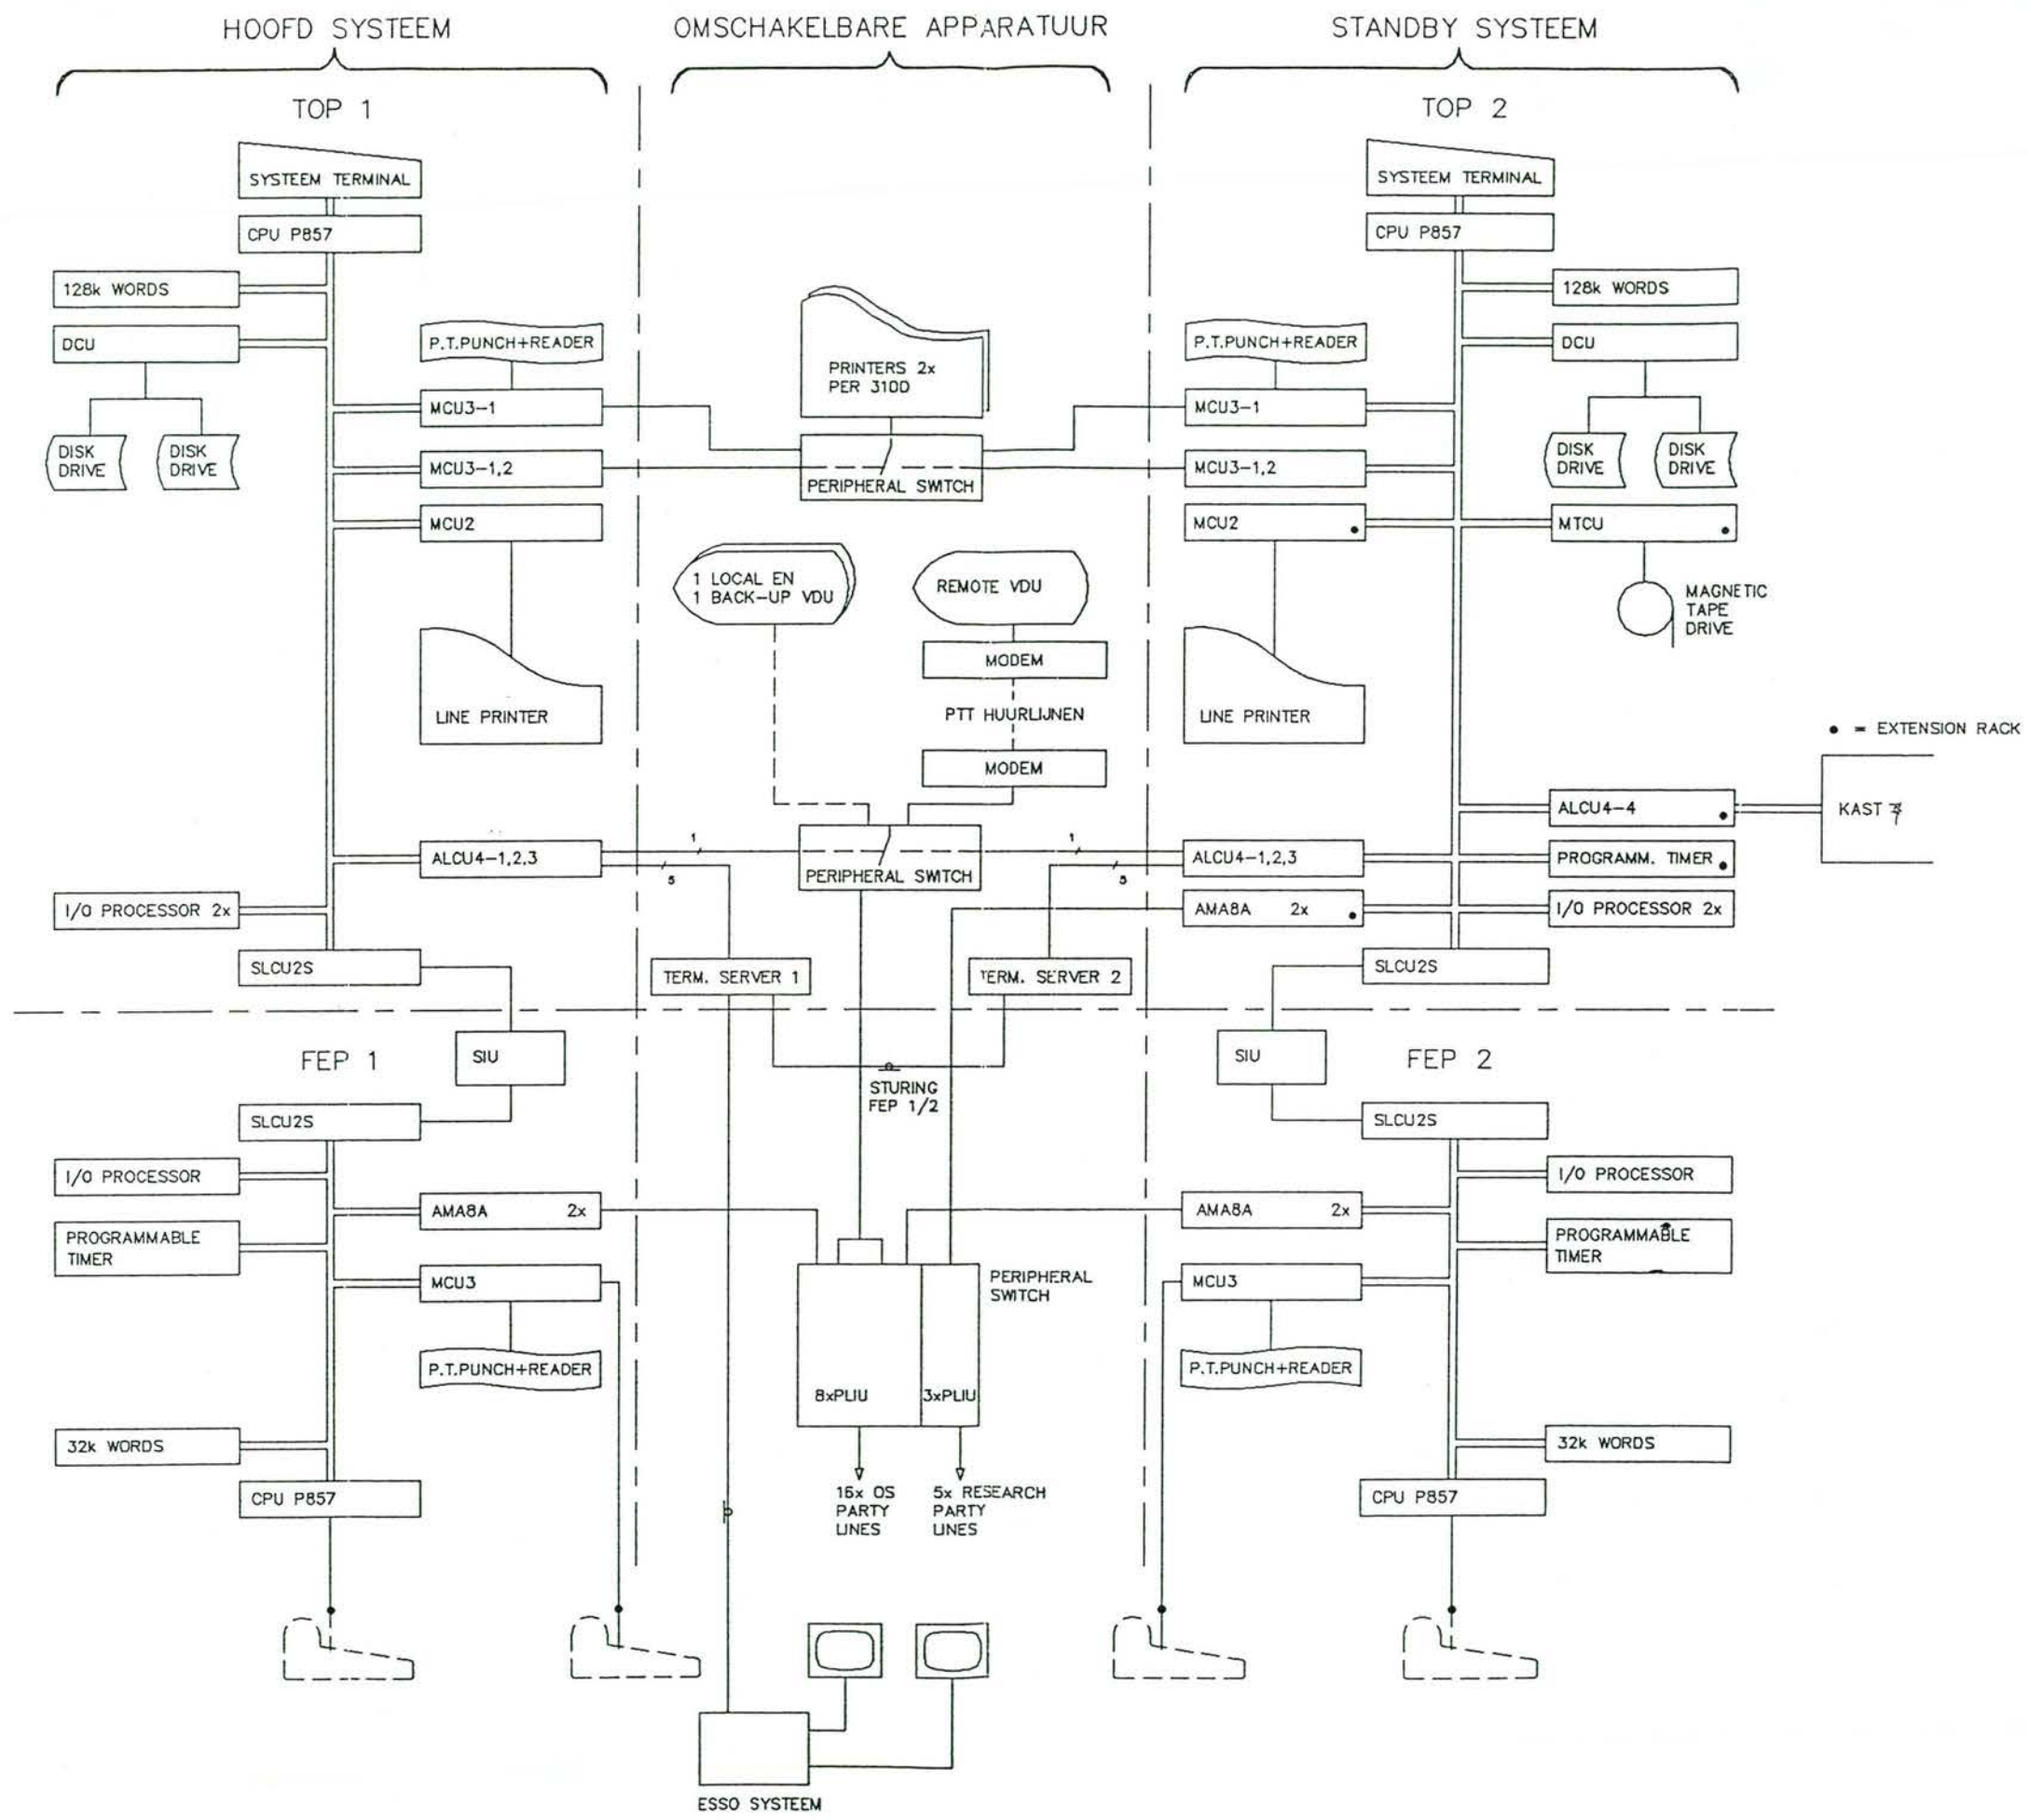 HOOFD SYSTEEM
OMSCHAKELBARE APPARATUUR
STANDBY SYSTEEM
TOP 1
TOP 2
SYSTEEM TERMINAL
SYSTEEM TERMINAL
CPU P857
CPU P857
128k WORDS
128k WORDS
DCU
P.T.PUNCH+READER
PRINTERS 2x
PER 3100
P.T.PUNCH+READER
DCU
MCU3-1
MCU3-1
DISK
DRIVE
DISK
DRIVE
MCU3-1,2
PERIPHERAL SWITCH
MCU3-1,2
DISK
DRIVE
DISK
DRIVE
MCU2
MCU2
MTCU
1 LOCAL EN
1 BACK-UP VDU
REMOTE VDU
MAGNETIC
TAPE
DRIVE
MODEM
LINE PRINTER
PTT HUURLIJNEN
LINE PRINTER
MODEM
• = EXTENSION RACK
ALCU4-4
KAST
ALCU4-1,2,3
1
5
PERIPHERAL SWITCH
1
5
ALCU4-1,2,3
PROGRAMM. TIMER
I/O PROCESSOR 2x
AMA8A 2x
I/O PROCESSOR 2x
SLCU2S
TERM. SERVER 1
TERM. SERVER 2
SLCU2S
FEP 1
SIU
SIU
FEP 2
STURING
FEP 1/2
SLCU2S
SLCU2S
I/O PROCESSOR
I/O PROCESSOR
AMA8A 2x
AMA8A 2x
PROGRAMMABLE
TIMER
PROGRAMMABLE
TIMER
MCU3
PERIPHERAL
SWITCH
MCU3
P.T.PUNCH+READER
8xPLIU
3xPLIU
P.T.PUNCH+READER
32k WORDS
32k WORDS
CPU P857
16x OS
PARTY
LINES
5x RESEARCH
PARTY
LINES
CPU P857
ESSO SYSTEEM